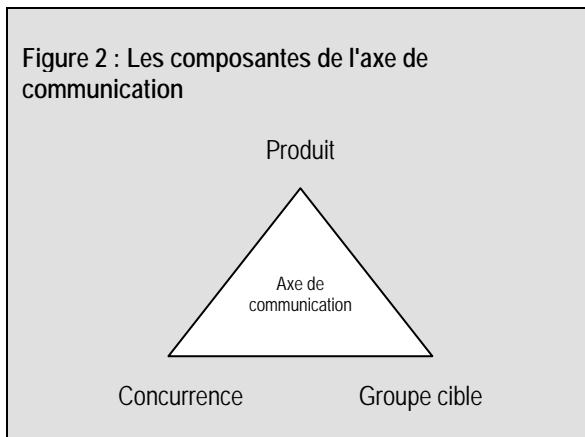 Figure 2 : Les composantes de l'axe de
communication
Produit
Axe de
communication
Concurrence Groupe cible